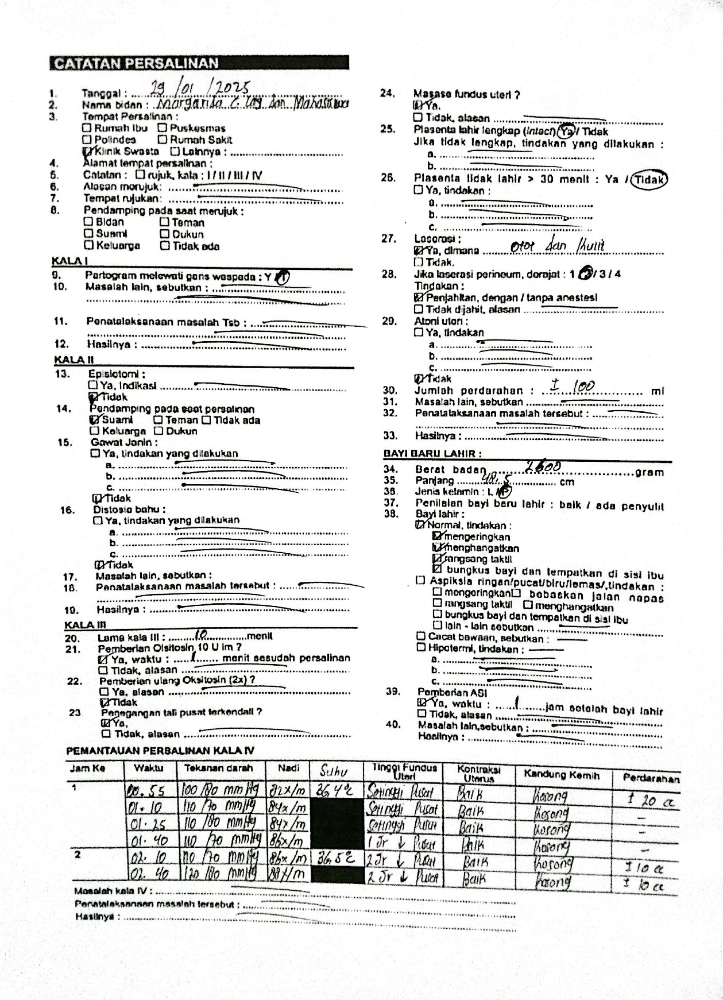 CATATAN PERSALINAN
1. Tanggal : 29 / 01 / 2025
2. Nama bidan : Margarida C. dan Mahasiswa
3. Tempat Persalinan :
☐ Rumah Ibu ☐ Puskesmas
☐ Polindes ☐ Rumah Sakit
☑ Klinik Swasta ☐ Lainnya :
4. Alamat tempat persalinan :
5. Catatan : ☐ rujuk, kala : I / II / III / IV
6. Alasan merujuk:
7. Tempat rujukan:
8. Pendamping pada saat merujuk :
☐ Bidan ☐ Teman
☐ Suami ☐ Dukun
☐ Keluarga ☐ Tidak ada
KALA I
9. Partogram melewati garis waspada : Y / T
10. Masalah lain, sebutkan :
11. Penatalaksanaan masalah Tsb :
12. Hasilnya :
KALA II
13. Episiotomi :
☐ Ya, Indikasi
☑ Tidak
14. Pendamping pada saat persalinan
☑ Suami ☐ Teman ☐ Tidak ada
☐ Keluarga ☐ Dukun
15. Gawat Janin :
☐ Ya, tindakan yang dilakukan
a.
b.
c.
☑ Tidak
16. Distosia bahu :
☐ Ya, tindakan yang dilakukan
a.
b.
c.
☑ Tidak
17. Masalah lain, sebutkan :
18. Penatalaksanaan masalah tersebut :
19. Hasilnya :
KALA III
20. Lama kala III : 10 menit
21. Pemberian Oksitosin 10 U im ?
☑ Ya, waktu : 1 menit sesudah persalinan
☐ Tidak, alasan
22. Pemberian ulang Oksitosin (2x) ?
☐ Ya, alasan
☑ Tidak
23 Penegangan tali pusat terkendali ?
☑ Ya,
☐ Tidak, alasan
24. Masase fundus uteri ?
☑ Ya.
☐ Tidak, alasan
25. Plasenta lahir lengkap (intact) Ya / Tidak
Jika tidak lengkap, tindakan yang dilakukan :
a.
b.
26. Plasenta tidak lahir > 30 menit : Ya / Tidak
☐ Ya, tindakan :
a.
b.
c.
27. Laserasi :
☑ Ya, dimana otot dan kulit
☐ Tidak.
28. Jika laserasi perineum, derajat : 1 / 2 / 3 / 4
Tindakan :
☑ Penjahitan, dengan / tanpa anestesi
☐ Tidak dijahit, alasan
29. Atoni uteri :
☐ Ya, tindakan
a.
b.
c.
☑ Tidak
30. Jumlah perdarahan : ± 100 ml
31. Masalah lain, sebutkan
32. Penatalaksanaan masalah tersebut :
33. Hasilnya :
BAYI BARU LAHIR :
34. Berat badan 2600 gram
35. Panjang 48.5 cm
36. Jenis kelamin : L / P
37. Penilaian bayi baru lahir : baik / ada penyulit
38. Bayi lahir :
☑ Normal, tindakan :
☑ mengeringkan
☑ menghangatkan
☑ rangsang taktil
☑ bungkus bayi dan tempatkan di sisi ibu
☐ Aspiksia ringan/pucat/biru/lemas/,tindakan :
☐ mengeringkan ☐ bebaskan jalan napas
☐ rangsang taktil ☐ menghangatkan
☐ bungkus bayi dan tempatkan di sisi ibu
☐ lain - lain sebutkan
☐ Cacat bawaan, sebutkan :
☐ Hipotermi, tindakan :
a.
b.
c.
39. Pemberian ASI
☑ Ya, waktu : 1 jam setelah bayi lahir
☐ Tidak, alasan
40. Masalah lain,sebutkan :
Hasilnya :
PEMANTAUAN PERSALINAN KALA IV
Jam Ke Waktu Tekanan darah Nadi Suhu Tinggi Fundus Uteri Kontraksi Uterus Kandung Kemih Perdarahan
1 00.55 100/80 mmHg 82x/m 36,4°C Setinggi Pusat Baik Kosong ± 20 cc
01.10 110/70 mmHg 84x/m Setinggi Pusat Baik Kosong –
01.25 110/80 mmHg 84x/m Setinggi Pusat Baik Kosong –
01.40 110/70 mmHg 86x/m 1 Jr ↓ Pusat Baik Kosong –
2 02.10 110/70 mmHg 86x/m 36,5°C 2 Jr ↓ Pusat Baik Kosong ± 10 cc
02.40 120/80 mmHg 88x/m 2 Jr ↓ Pusat Baik Kosong ± 10 cc
Masalah kala IV :
Penatalaksanaan masalah tersebut :
Hasilnya :